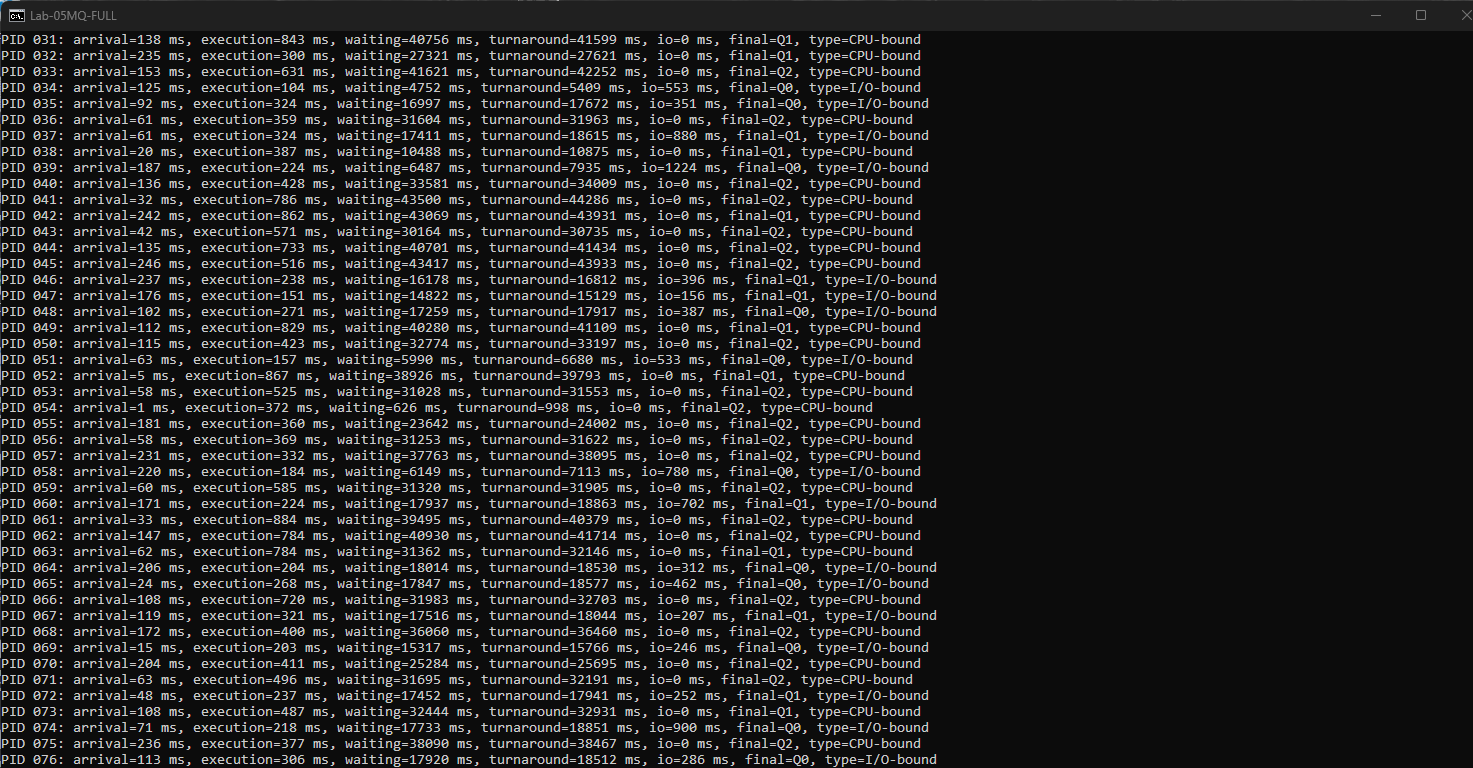 Lab-05MQ-FULL
PID 031: arrival=138 ms, execution=843 ms, waiting=40756 ms, turnaround=41599 ms, io=0 ms, final=Q1, type=CPU-bound
PID 032: arrival=235 ms, execution=300 ms, waiting=27321 ms, turnaround=27621 ms, io=0 ms, final=Q1, type=CPU-bound
PID 033: arrival=153 ms, execution=631 ms, waiting=41621 ms, turnaround=42252 ms, io=0 ms, final=Q2, type=CPU-bound
PID 034: arrival=125 ms, execution=104 ms, waiting=4752 ms, turnaround=5409 ms, io=553 ms, final=Q0, type=I/O-bound
PID 035: arrival=92 ms, execution=324 ms, waiting=16997 ms, turnaround=17672 ms, io=351 ms, final=Q0, type=I/O-bound
PID 036: arrival=61 ms, execution=359 ms, waiting=31604 ms, turnaround=31963 ms, io=0 ms, final=Q2, type=CPU-bound
PID 037: arrival=61 ms, execution=324 ms, waiting=17411 ms, turnaround=18615 ms, io=880 ms, final=Q1, type=I/O-bound
PID 038: arrival=20 ms, execution=387 ms, waiting=10488 ms, turnaround=10875 ms, io=0 ms, final=Q1, type=CPU-bound
PID 039: arrival=187 ms, execution=224 ms, waiting=6487 ms, turnaround=7935 ms, io=1224 ms, final=Q0, type=I/O-bound
PID 040: arrival=136 ms, execution=428 ms, waiting=33581 ms, turnaround=34009 ms, io=0 ms, final=Q2, type=CPU-bound
PID 041: arrival=32 ms, execution=786 ms, waiting=43500 ms, turnaround=44286 ms, io=0 ms, final=Q2, type=CPU-bound
PID 042: arrival=242 ms, execution=862 ms, waiting=43069 ms, turnaround=43931 ms, io=0 ms, final=Q1, type=CPU-bound
PID 043: arrival=42 ms, execution=571 ms, waiting=30164 ms, turnaround=30735 ms, io=0 ms, final=Q2, type=CPU-bound
PID 044: arrival=135 ms, execution=733 ms, waiting=40701 ms, turnaround=41434 ms, io=0 ms, final=Q2, type=CPU-bound
PID 045: arrival=246 ms, execution=516 ms, waiting=43417 ms, turnaround=43933 ms, io=0 ms, final=Q2, type=CPU-bound
PID 046: arrival=237 ms, execution=238 ms, waiting=16178 ms, turnaround=16812 ms, io=396 ms, final=Q1, type=I/O-bound
PID 047: arrival=176 ms, execution=151 ms, waiting=14822 ms, turnaround=15129 ms, io=156 ms, final=Q1, type=I/O-bound
PID 048: arrival=102 ms, execution=271 ms, waiting=17259 ms, turnaround=17917 ms, io=387 ms, final=Q0, type=I/O-bound
PID 049: arrival=112 ms, execution=829 ms, waiting=40280 ms, turnaround=41109 ms, io=0 ms, final=Q1, type=CPU-bound
PID 050: arrival=115 ms, execution=423 ms, waiting=32774 ms, turnaround=33197 ms, io=0 ms, final=Q2, type=CPU-bound
PID 051: arrival=63 ms, execution=157 ms, waiting=5990 ms, turnaround=6680 ms, io=533 ms, final=Q0, type=I/O-bound
PID 052: arrival=5 ms, execution=867 ms, waiting=38926 ms, turnaround=39793 ms, io=0 ms, final=Q1, type=CPU-bound
PID 053: arrival=58 ms, execution=525 ms, waiting=31028 ms, turnaround=31553 ms, io=0 ms, final=Q2, type=CPU-bound
PID 054: arrival=1 ms, execution=372 ms, waiting=626 ms, turnaround=998 ms, io=0 ms, final=Q2, type=CPU-bound
PID 055: arrival=181 ms, execution=360 ms, waiting=23642 ms, turnaround=24002 ms, io=0 ms, final=Q2, type=CPU-bound
PID 056: arrival=58 ms, execution=369 ms, waiting=31253 ms, turnaround=31622 ms, io=0 ms, final=Q2, type=CPU-bound
PID 057: arrival=231 ms, execution=332 ms, waiting=37763 ms, turnaround=38095 ms, io=0 ms, final=Q2, type=CPU-bound
PID 058: arrival=220 ms, execution=184 ms, waiting=6149 ms, turnaround=7113 ms, io=780 ms, final=Q0, type=I/O-bound
PID 059: arrival=60 ms, execution=585 ms, waiting=31320 ms, turnaround=31905 ms, io=0 ms, final=Q2, type=CPU-bound
PID 060: arrival=171 ms, execution=224 ms, waiting=17937 ms, turnaround=18863 ms, io=702 ms, final=Q1, type=I/O-bound
PID 061: arrival=33 ms, execution=884 ms, waiting=39495 ms, turnaround=40379 ms, io=0 ms, final=Q2, type=CPU-bound
PID 062: arrival=147 ms, execution=784 ms, waiting=40930 ms, turnaround=41714 ms, io=0 ms, final=Q2, type=CPU-bound
PID 063: arrival=62 ms, execution=784 ms, waiting=31362 ms, turnaround=32146 ms, io=0 ms, final=Q1, type=CPU-bound
PID 064: arrival=206 ms, execution=204 ms, waiting=18014 ms, turnaround=18530 ms, io=312 ms, final=Q0, type=I/O-bound
PID 065: arrival=24 ms, execution=268 ms, waiting=17847 ms, turnaround=18577 ms, io=462 ms, final=Q0, type=I/O-bound
PID 066: arrival=108 ms, execution=720 ms, waiting=31983 ms, turnaround=32703 ms, io=0 ms, final=Q2, type=CPU-bound
PID 067: arrival=119 ms, execution=321 ms, waiting=17516 ms, turnaround=18044 ms, io=207 ms, final=Q1, type=I/O-bound
PID 068: arrival=172 ms, execution=400 ms, waiting=36060 ms, turnaround=36460 ms, io=0 ms, final=Q2, type=CPU-bound
PID 069: arrival=15 ms, execution=203 ms, waiting=15317 ms, turnaround=15766 ms, io=246 ms, final=Q0, type=I/O-bound
PID 070: arrival=204 ms, execution=411 ms, waiting=25284 ms, turnaround=25695 ms, io=0 ms, final=Q2, type=CPU-bound
PID 071: arrival=63 ms, execution=496 ms, waiting=31695 ms, turnaround=32191 ms, io=0 ms, final=Q2, type=CPU-bound
PID 072: arrival=48 ms, execution=237 ms, waiting=17452 ms, turnaround=17941 ms, io=252 ms, final=Q1, type=I/O-bound
PID 073: arrival=108 ms, execution=487 ms, waiting=32444 ms, turnaround=32931 ms, io=0 ms, final=Q1, type=CPU-bound
PID 074: arrival=71 ms, execution=218 ms, waiting=17733 ms, turnaround=18851 ms, io=900 ms, final=Q0, type=I/O-bound
PID 075: arrival=236 ms, execution=377 ms, waiting=38090 ms, turnaround=38467 ms, io=0 ms, final=Q2, type=CPU-bound
PID 076: arrival=113 ms, execution=306 ms, waiting=17920 ms, turnaround=18512 ms, io=286 ms, final=Q0, type=I/O-bound